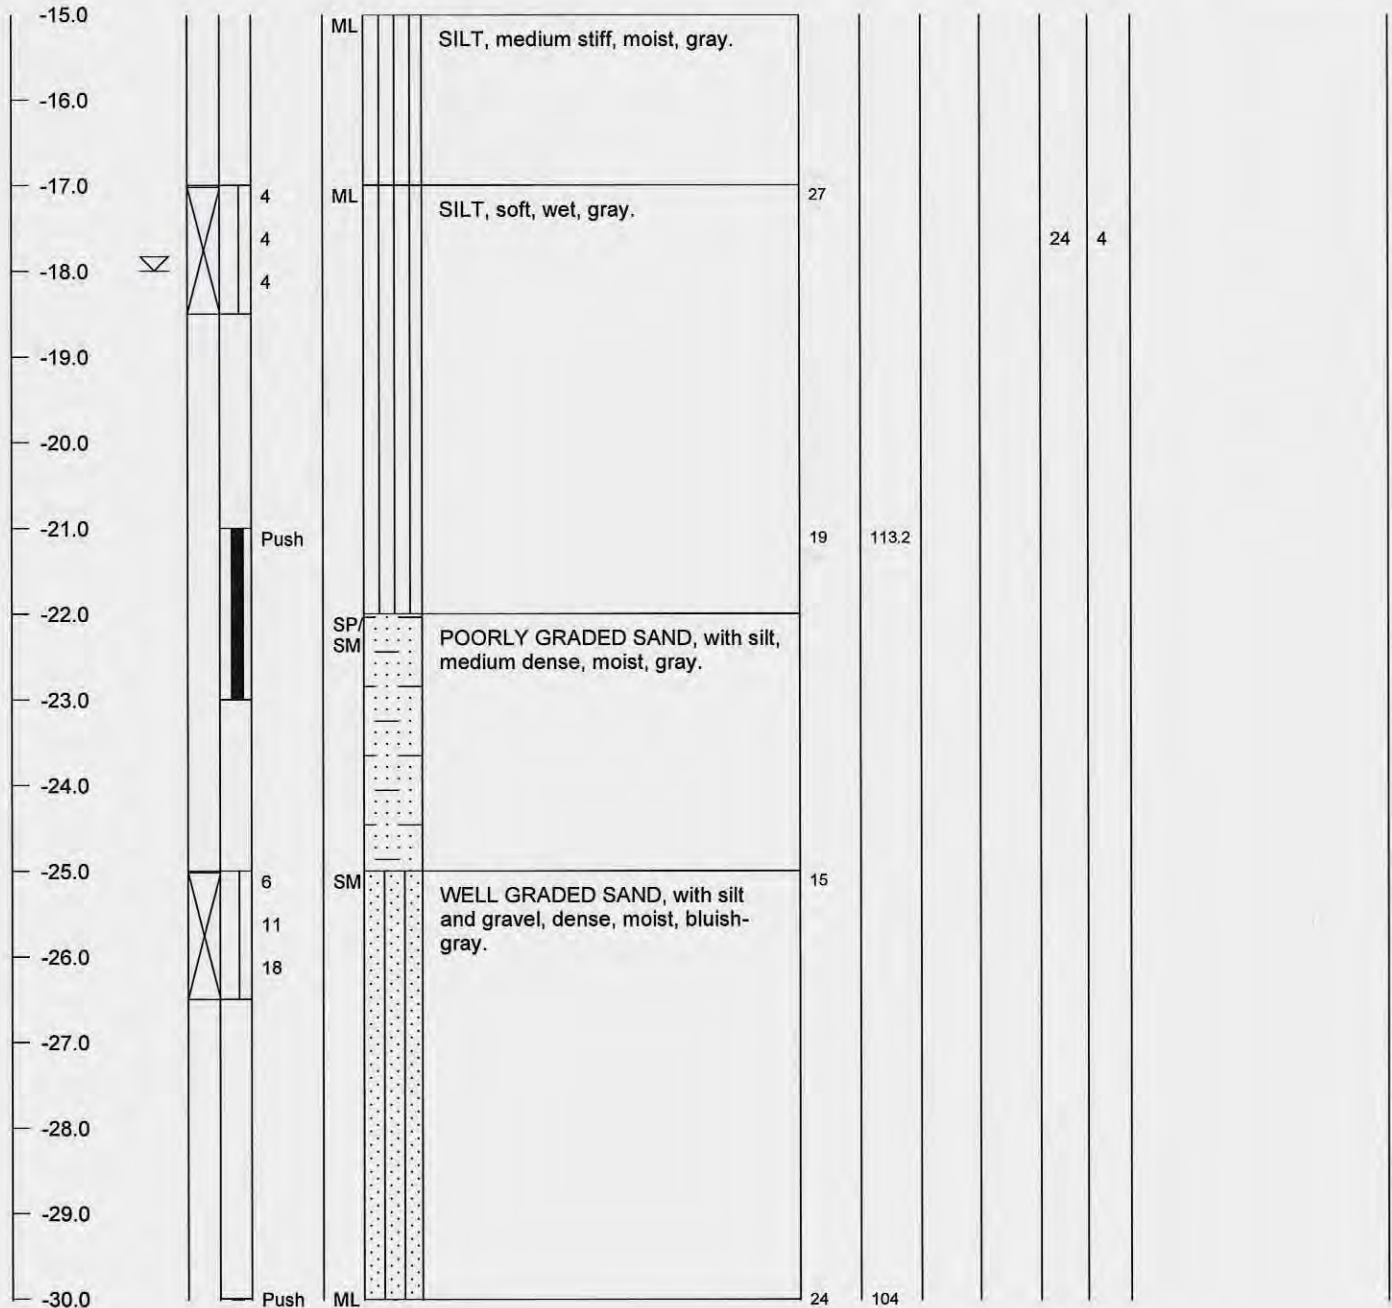 -15.0 ML SILT, medium stiff, moist, gray.
-16.0
-17.0 4 ML SILT, soft, wet, gray. 27
4 24 4
-18.0 4
-19.0
-20.0
-21.0 Push 19 113.2
-22.0
SP/
SM
POORLY GRADED SAND, with silt,
medium dense, moist, gray.
-23.0
-24.0
-25.0 6 SM WELL GRADED SAND, with silt 15
11 and gravel, dense, moist, bluish-
gray.
-26.0 18
-27.0
-28.0
-29.0
-30.0 Push ML 24 104